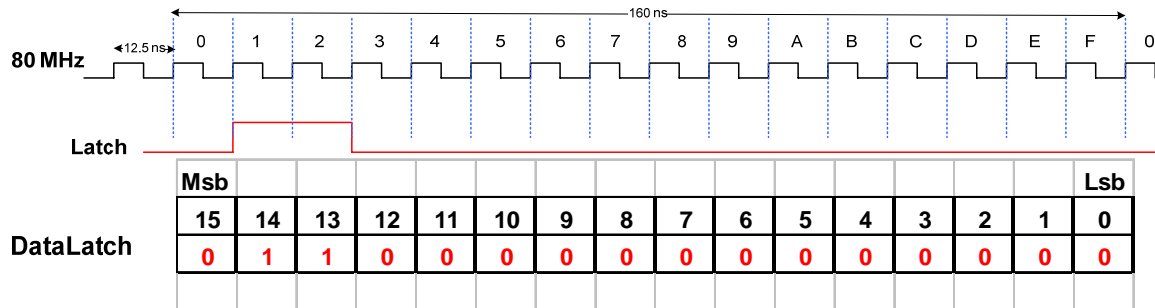 160 ns
12.5 ns 0 1 2 3 4 5 6 7 8 9 A B C D E F 0
80 MHz
Latch
Msb Lsb
15 14 13 12 11 10 9 8 7 6 5 4 3 2 1 0
DataLatch
0 1 1 0 0 0 0 0 0 0 0 0 0 0 0 0